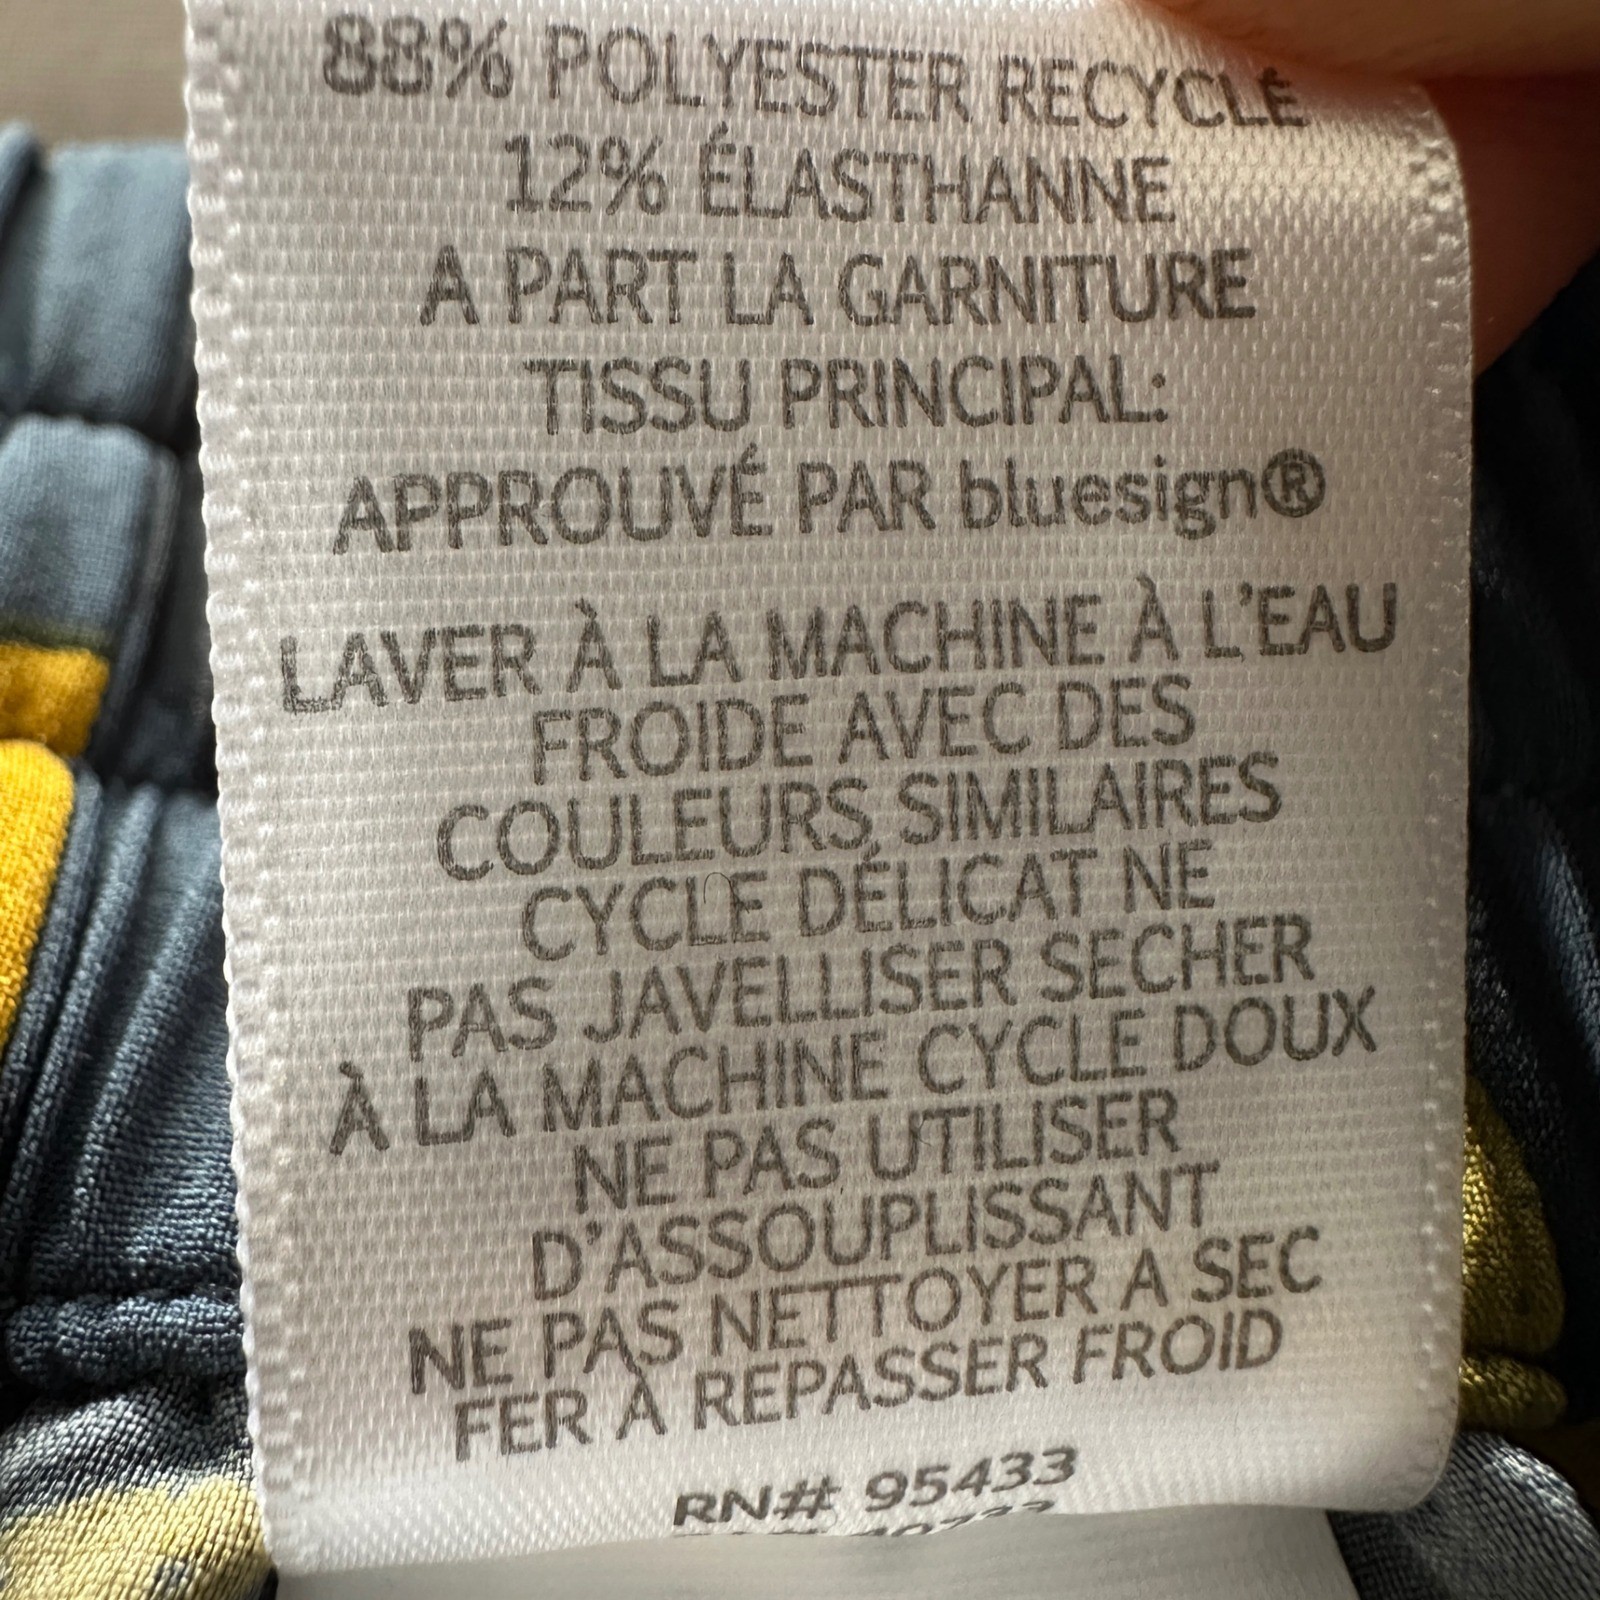 88% POLYESTER RECYCLÉ
12% ÉLASTHANNE
A PART LA GARNITURE
TISSU PRINCIPAL:
APPROUVÉ PAR bluesign®
LAVER À LA MACHINE À L'EAU
FROIDE AVEC DES
COULEURS SIMILAIRES
CYCLE DÉLICAT NE
PAS JAVELLISER SECHER
À LA MACHINE CYCLE DOUX
NE PAS UTILISER
D'ASSOUPLISSANT
NE PAS NETTOYER A SEC
FER À REPASSER FROID
RN# 95433